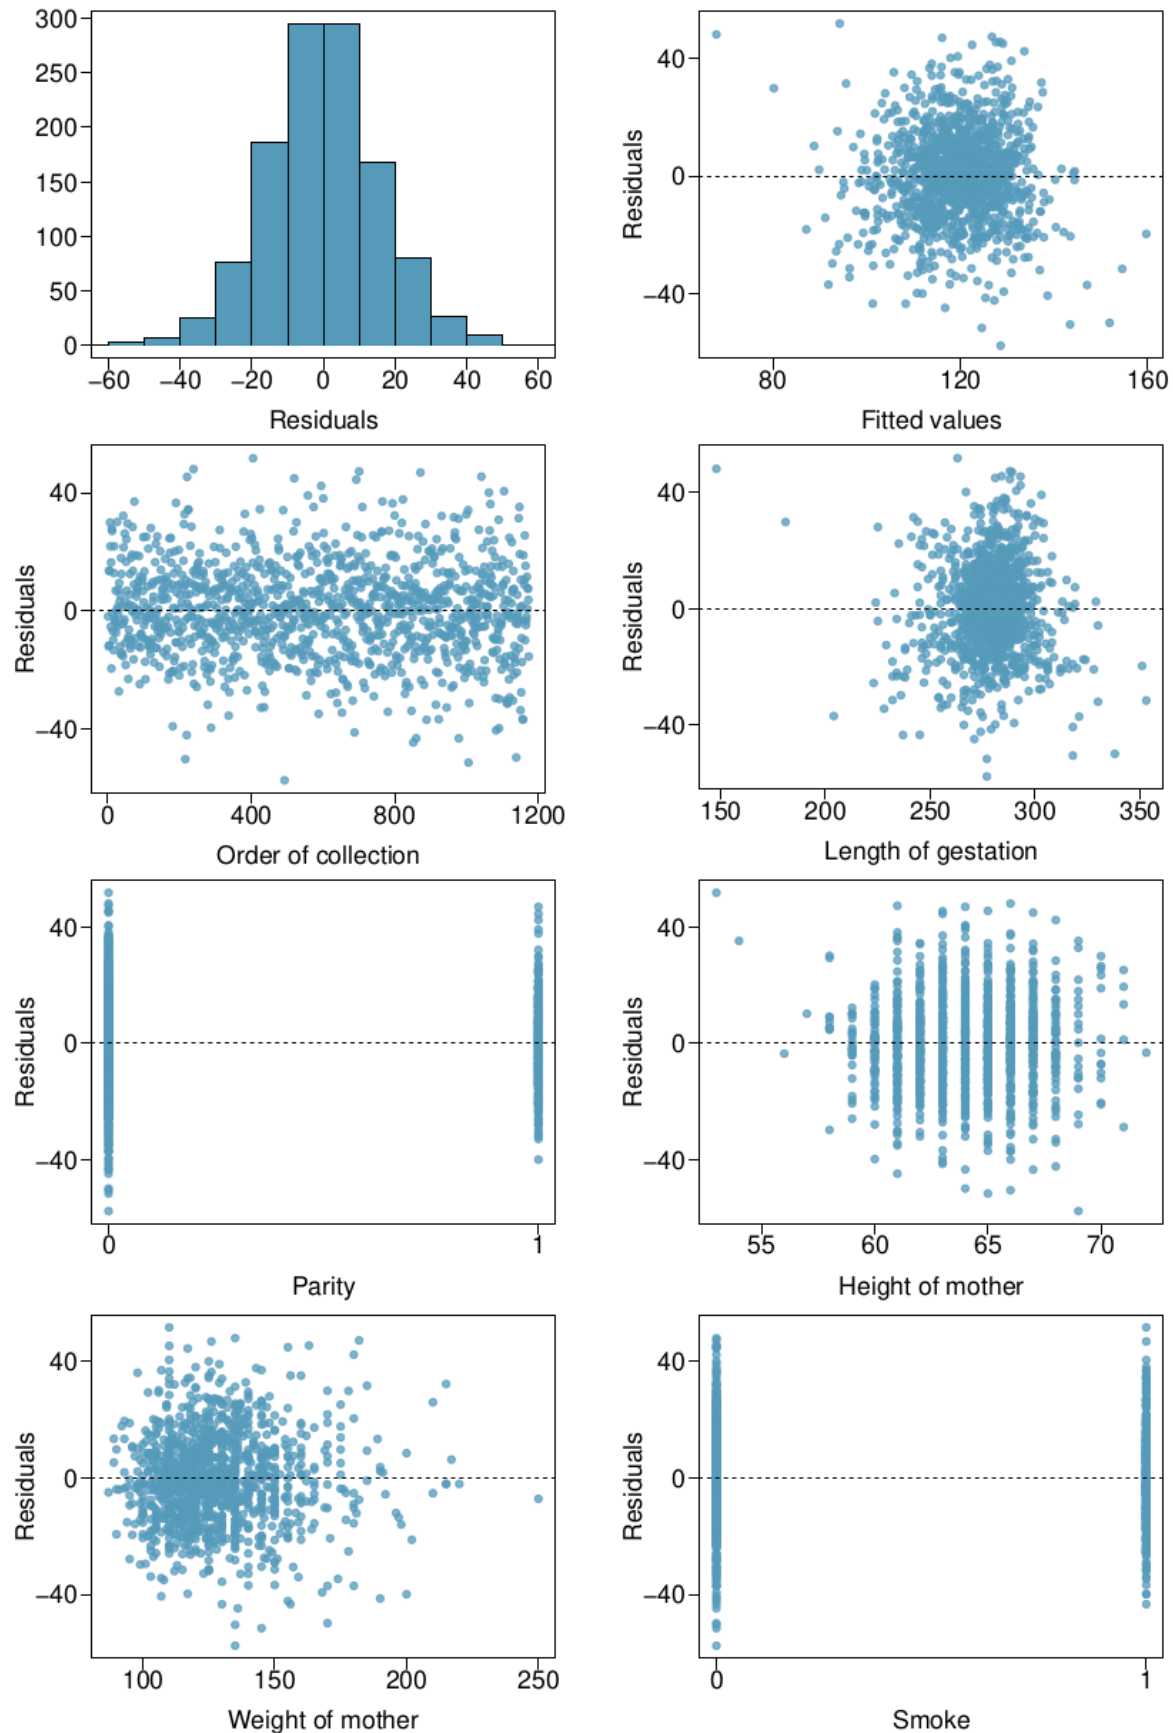 300
250
200
150
100
50
0
−60 −40 −20 0 20 40 60
Residuals
Residuals
40
0
−40
80 120 160
Fitted values
Residuals
40
0
−40
0 400 800 1200
Order of collection
Residuals
40
0
−40
150 200 250 300 350
Length of gestation
Residuals
40
0
−40
0 1
Parity
Residuals
40
0
−40
55 60 65 70
Height of mother
Residuals
40
0
−40
100 150 200 250
Weight of mother
Residuals
40
0
−40
0 1
Smoke